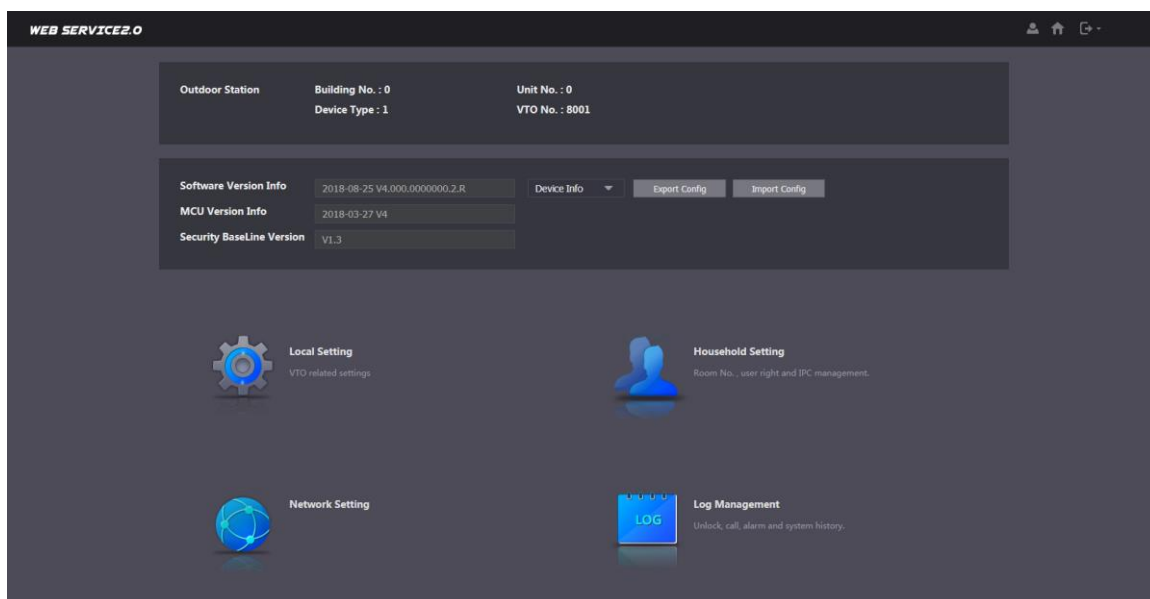 WEB SERVICE2.0
Outdoor Station Building No. : 0 Unit No. : 0
Device Type : 1 VTO No. : 8001
Software Version Info 2018-08-25 V4.000.0000000.2.R Device Info Export Config Import Config
MCU Version Info 2018-03-27 V4
Security BaseLine Version V1.3
Local Setting
VTO related settings
Household Setting
Room No. , user right and IPC management.
Network Setting
Log Management
LOG
Unlock, call, alarm and system history.